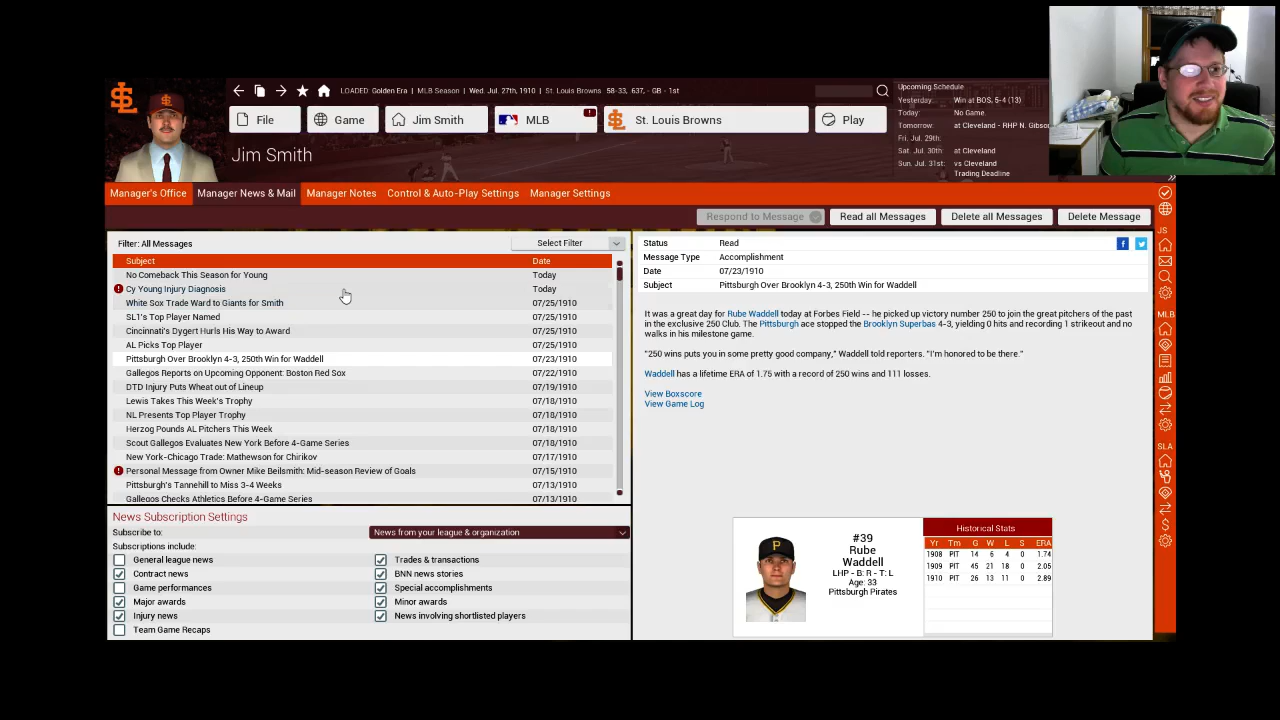 LOADED: Golden Era | MLB Season | Wed. Jul. 27th, 1910 | St. Louis Browns 58-33, .637, - GB - 1st
File
Game
Jim Smith
MLB
St. Louis Browns
Play
Jim Smith
Upcoming Schedule
Yesterday: Win at BOS, 5-4 (13)
Today: No Game.
Tomorrow: at Cleveland - RHP N. Gibson
Fri. Jul. 29th:
Sat. Jul. 30th: at Cleveland
Sun. Jul. 31st: vs Cleveland
Trading Deadline
Manager's Office
Manager News & Mail
Manager Notes
Control & Auto-Play Settings
Manager Settings
Respond to Message
Read all Messages
Delete all Messages
Delete Message
Filter: All Messages
Select Filter
Subject Date
No Comeback This Season for Young Today
Cy Young Injury Diagnosis Today
White Sox Trade Ward to Giants for Smith 07/25/1910
SL1's Top Player Named 07/25/1910
Cincinnati's Dygert Hurls His Way to Award 07/25/1910
AL Picks Top Player 07/25/1910
Pittsburgh Over Brooklyn 4-3, 250th Win for Waddell 07/23/1910
Gallegos Reports on Upcoming Opponent: Boston Red Sox 07/22/1910
DTD Injury Puts Wheat out of Lineup 07/19/1910
Lewis Takes This Week's Trophy 07/18/1910
NL Presents Top Player Trophy 07/18/1910
Herzog Pounds AL Pitchers This Week 07/18/1910
Scout Gallegos Evaluates New York Before 4-Game Series 07/18/1910
New York-Chicago Trade: Mathewson for Chirikov 07/17/1910
Personal Message from Owner Mike Beilsmith: Mid-season Review of Goals 07/15/1910
Pittsburgh's Tannehill to Miss 3-4 Weeks 07/13/1910
Gallegos Checks Athletics Before 4-Game Series 07/13/1910
News Subscription Settings
Subscribe to: News from your league & organization
Subscriptions include:
General league news
Trades & transactions
Contract news
BNN news stories
Game performances
Special accomplishments
Major awards
Minor awards
Injury news
News involving shortlisted players
Team Game Recaps
Status Read
Message Type Accomplishment
Date 07/23/1910
Subject Pittsburgh Over Brooklyn 4-3, 250th Win for Waddell
It was a great day for Rube Waddell today at Forbes Field -- he picked up victory number 250 to join the great pitchers of the past
in the exclusive 250 Club. The Pittsburgh ace stopped the Brooklyn Superbas 4-3, yielding 0 hits and recording 1 strikeout and no
walks in his milestone game.
"250 wins puts you in some pretty good company," Waddell told reporters. "I'm honored to be there."
Waddell has a lifetime ERA of 1.75 with a record of 250 wins and 111 losses.
View Boxscore
View Game Log
#39
Rube
Waddell
LHP - B: R - T: L
Age: 33
Pittsburgh Pirates
Historical Stats
Yr Tm G W L S ERA
1908 PIT 14 6 4 0 1.74
1909 PIT 45 21 18 0 2.05
1910 PIT 26 13 11 0 2.89
JS
MLB
SLA